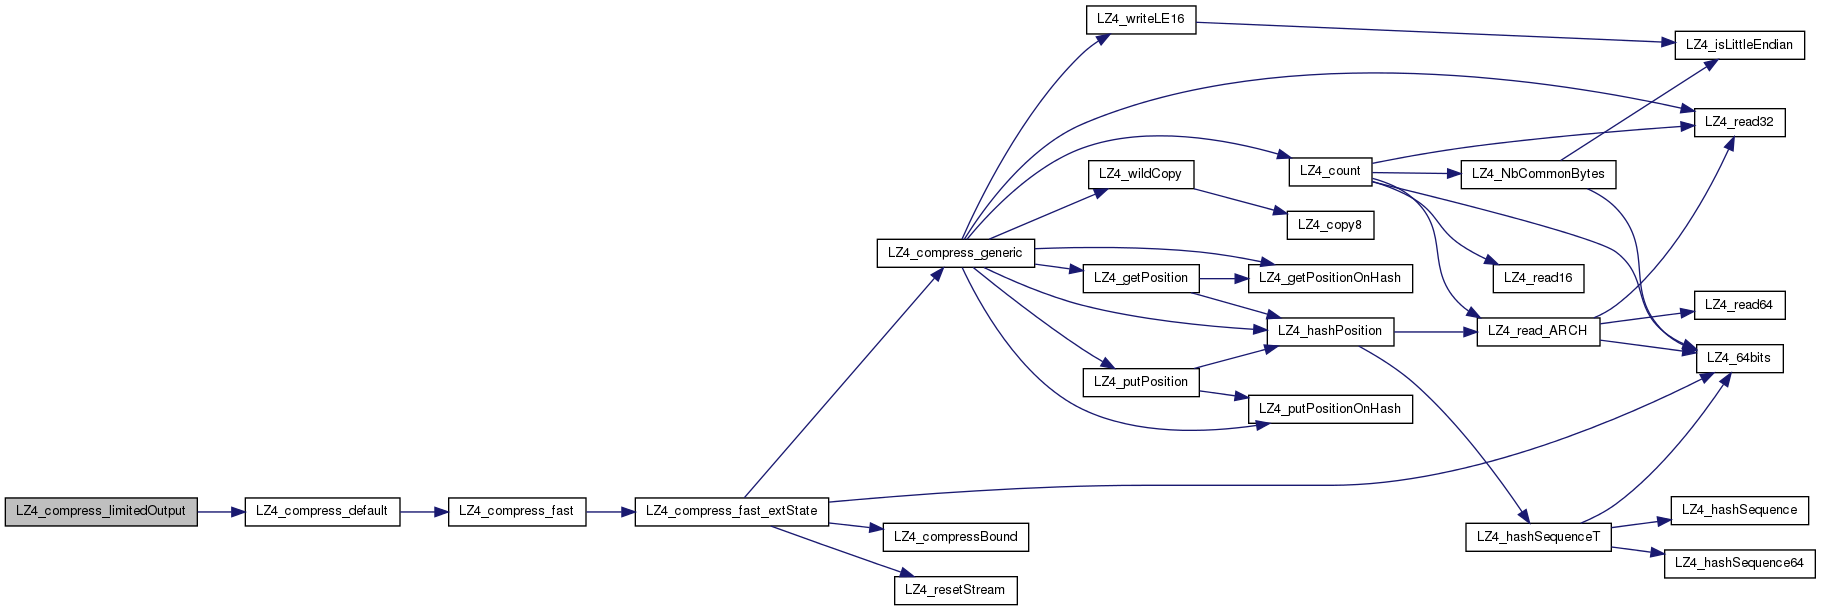 LZ4_compress_limitedOutput
LZ4_compress_default
LZ4_compress_fast
LZ4_compress_fast_extState
LZ4_compress_generic
LZ4_compressBound
LZ4_resetStream
LZ4_writeLE16
LZ4_wildCopy
LZ4_getPosition
LZ4_putPosition
LZ4_count
LZ4_copy8
LZ4_getPositionOnHash
LZ4_hashPosition
LZ4_putPositionOnHash
LZ4_NbCommonBytes
LZ4_read16
LZ4_read_ARCH
LZ4_hashSequenceT
LZ4_isLittleEndian
LZ4_read32
LZ4_read64
LZ4_64bits
LZ4_hashSequence
LZ4_hashSequence64